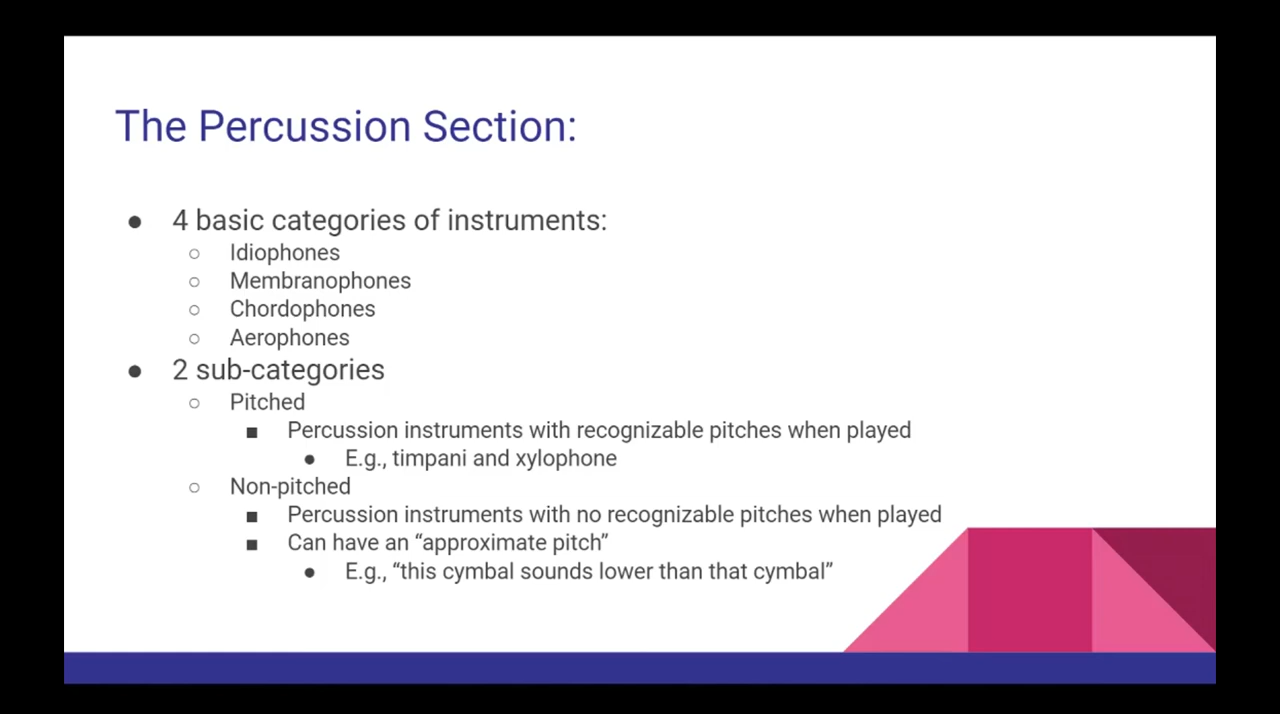 The Percussion Section:
● 4 basic categories of instruments:
○ Idiophones
○ Membranophones
○ Chordophones
○ Aerophones
● 2 sub-categories
○ Pitched
■ Percussion instruments with recognizable pitches when played
● E.g., timpani and xylophone
○ Non-pitched
■ Percussion instruments with no recognizable pitches when played
■ Can have an “approximate pitch”
● E.g., “this cymbal sounds lower than that cymbal”